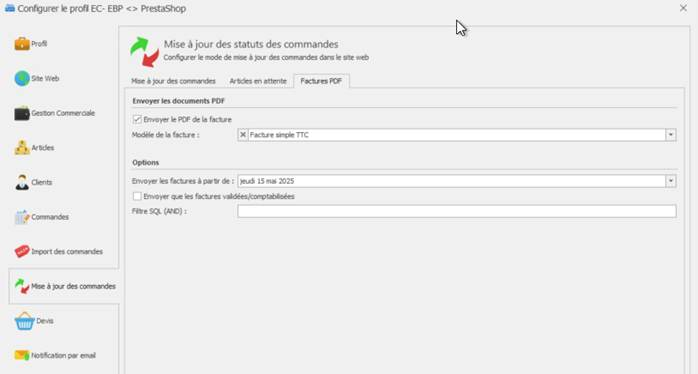 Configurer le profil EC- EBP <> PrestaShop
Profil
Site Web
Gestion Commerciale
Articles
Clients
Commandes
Import des commandes
Mise à jour des commandes
Devis
Notification par email
Mise à jour des statuts des commandes
Configurer le mode de mise à jour des commandes dans le site web
Mise à jour des commandes Articles en attente Factures PDF
Envoyer les documents PDF
Envoyer le PDF de la facture
Modèle de la facture : Facture simple TTC
Options
Envoyer les factures à partir de : jeudi 15 mai 2025
Envoyer que les factures validées/comptabilisées
Filtre SQL (AND) :